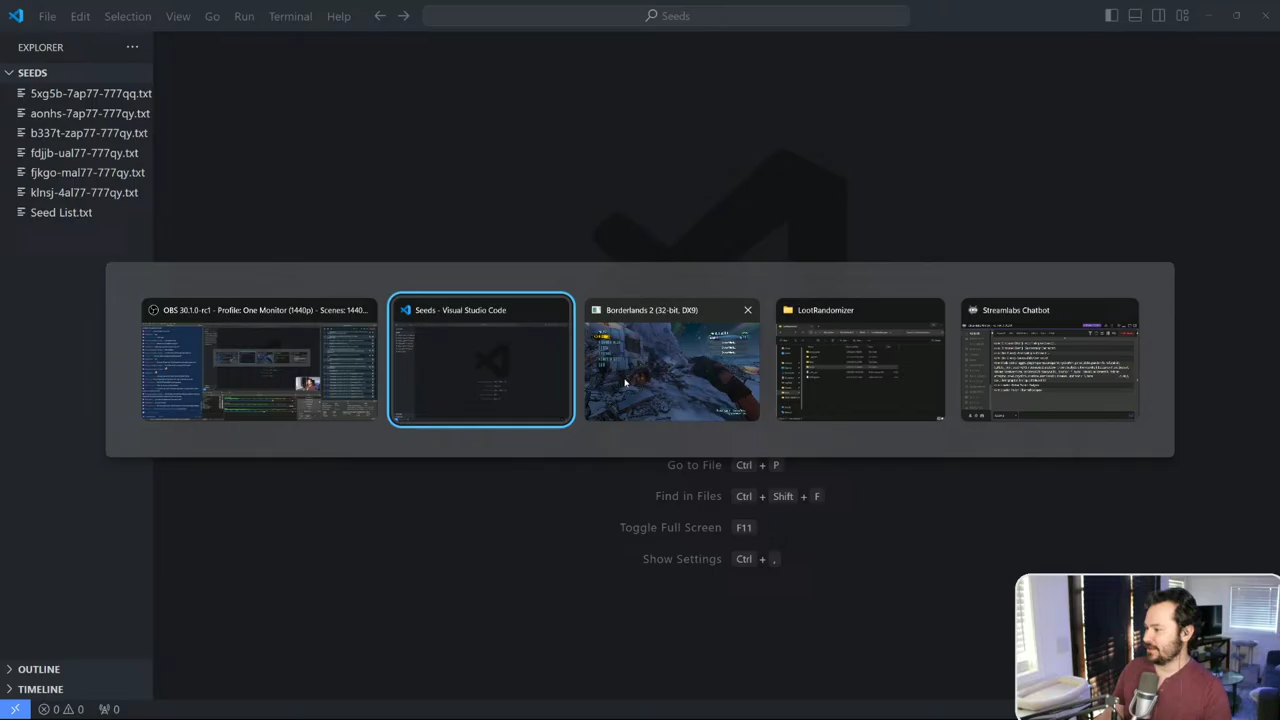 File Edit Selection View Go Run Terminal Help
Seeds
EXPLORER
SEEDS
5xg5b-7ap77-777qq.txt
aonhs-7ap77-777qy.txt
b337t-zap77-777qy.txt
fdjjb-ual77-777qy.txt
fjkgo-mal77-777qy.txt
klnsj-4al77-777qy.txt
Seed List.txt
OBS 30.1.0-rc1 - Profile: One Monitor (1440p) - Scenes: 1440...
Seeds - Visual Studio Code
Borderlands 2 (32-bit, DX9)
LootRandomizer
Streamlabs Chatbot
Go to File Ctrl + P
Find in Files Ctrl + Shift + F
Toggle Full Screen F11
Show Settings Ctrl + ,
OUTLINE
TIMELINE
0 0 0